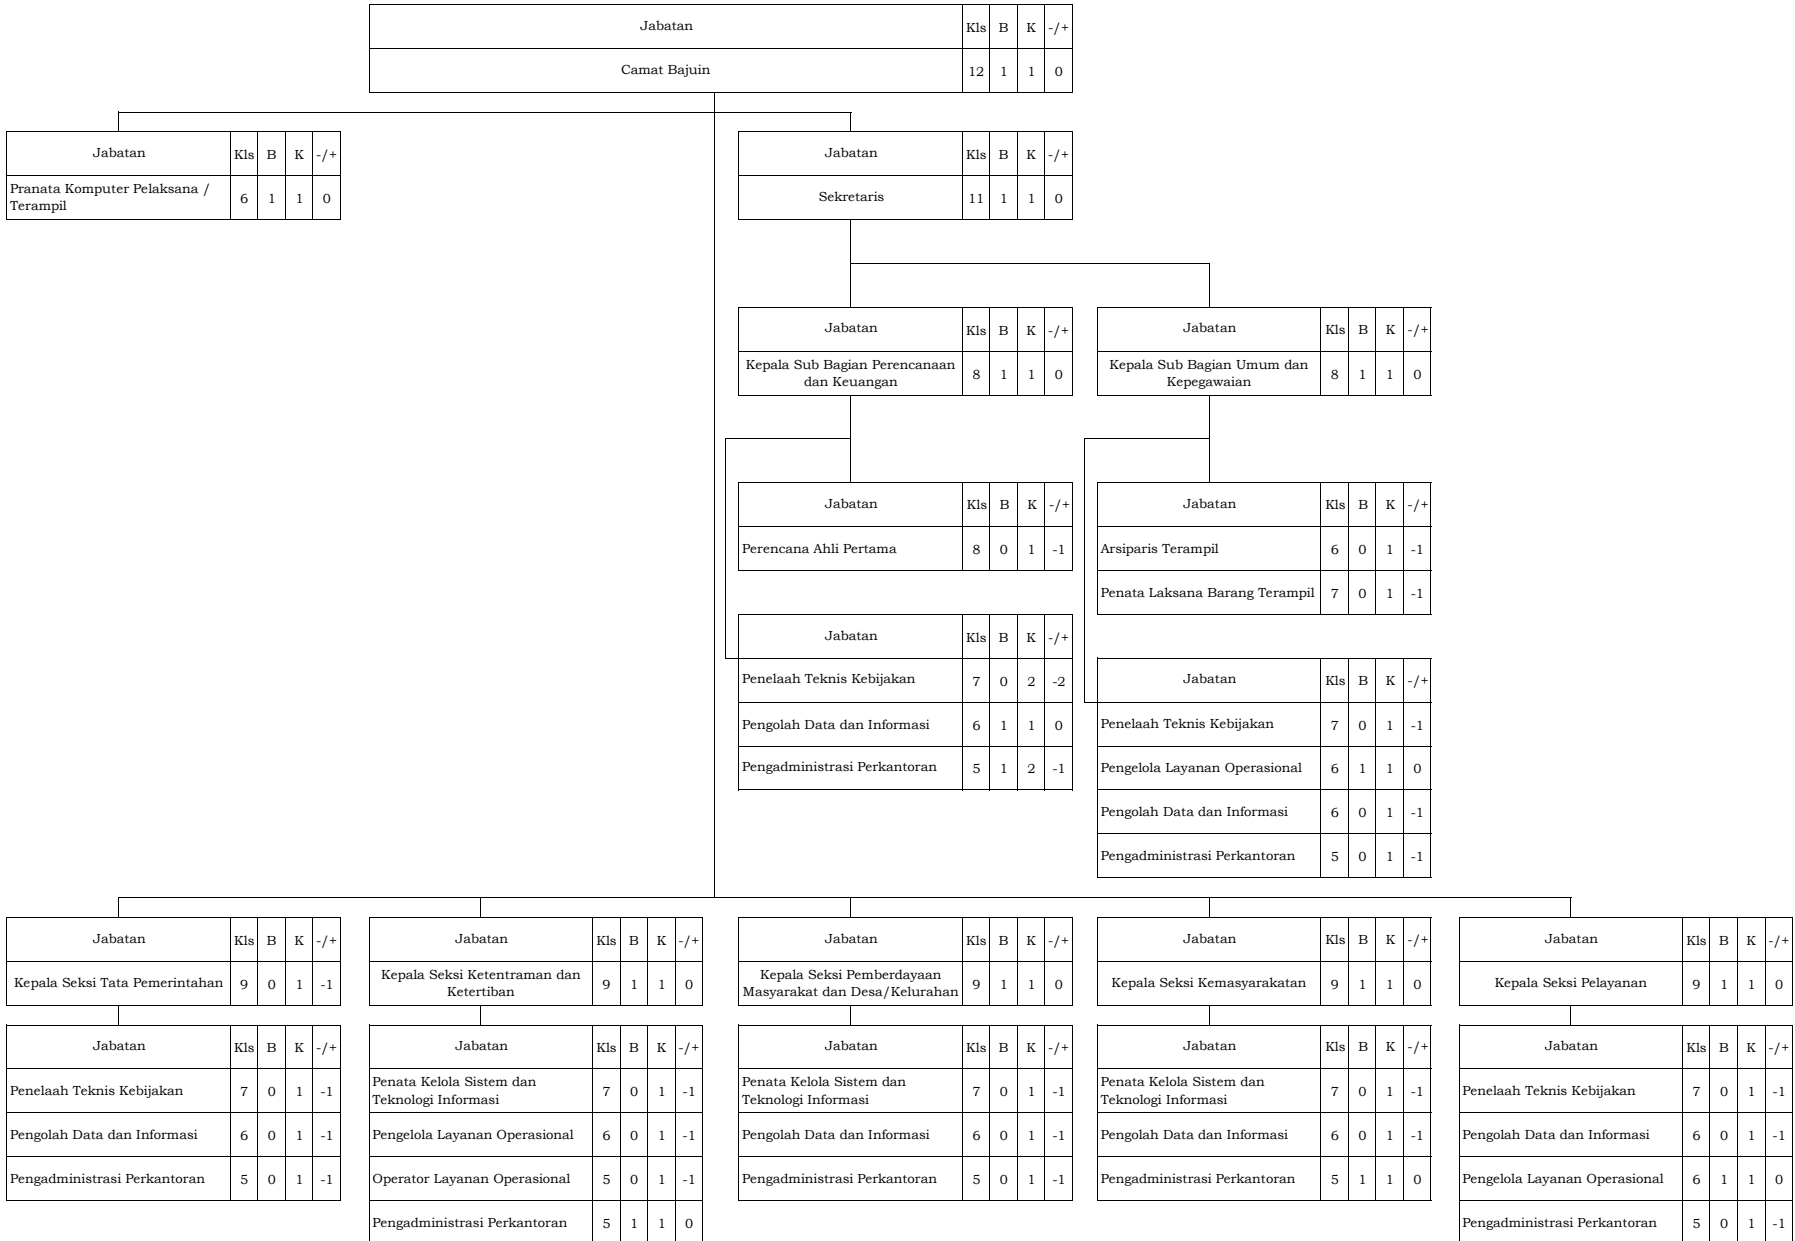 Jabatan Kls B K -/+
Camat Bajuin 12 1 1 0
Jabatan Kls B K -/+
Pranata Komputer Pelaksana /
Terampil 6 1 1 0
Jabatan Kls B K -/+
Sekretaris 11 1 1 0
Jabatan Kls B K -/+
Kepala Sub Bagian Perencanaan
dan Keuangan 8 1 1 0
Jabatan Kls B K -/+
Kepala Sub Bagian Umum dan
Kepegawaian 8 1 1 0
Jabatan Kls B K -/+
Perencana Ahli Pertama 8 0 1 -1
Jabatan Kls B K -/+
Arsiparis Terampil 6 0 1 -1
Penata Laksana Barang Terampil 7 0 1 -1
Jabatan Kls B K -/+
Penelaah Teknis Kebijakan 7 0 2 -2
Pengolah Data dan Informasi 6 1 1 0
Pengadministrasi Perkantoran 5 1 2 -1
Jabatan Kls B K -/+
Penelaah Teknis Kebijakan 7 0 1 -1
Pengelola Layanan Operasional 6 1 1 0
Pengolah Data dan Informasi 6 0 1 -1
Pengadministrasi Perkantoran 5 0 1 -1
Jabatan Kls B K -/+
Kepala Seksi Tata Pemerintahan 9 0 1 -1
Jabatan Kls B K -/+
Kepala Seksi Ketentraman dan
Ketertiban 9 1 1 0
Jabatan Kls B K -/+
Kepala Seksi Pemberdayaan
Masyarakat dan Desa/Kelurahan 9 1 1 0
Jabatan Kls B K -/+
Kepala Seksi Kemasyarakatan 9 1 1 0
Jabatan Kls B K -/+
Kepala Seksi Pelayanan 9 1 1 0
Jabatan Kls B K -/+
Penelaah Teknis Kebijakan 7 0 1 -1
Pengolah Data dan Informasi 6 0 1 -1
Pengadministrasi Perkantoran 5 0 1 -1
Jabatan Kls B K -/+
Penata Kelola Sistem dan
Teknologi Informasi 7 0 1 -1
Pengelola Layanan Operasional 6 0 1 -1
Operator Layanan Operasional 5 0 1 -1
Pengadministrasi Perkantoran 5 1 1 0
Jabatan Kls B K -/+
Penata Kelola Sistem dan
Teknologi Informasi 7 0 1 -1
Pengolah Data dan Informasi 6 0 1 -1
Pengadministrasi Perkantoran 5 0 1 -1
Jabatan Kls B K -/+
Penata Kelola Sistem dan
Teknologi Informasi 7 0 1 -1
Pengolah Data dan Informasi 6 0 1 -1
Pengadministrasi Perkantoran 5 1 1 0
Jabatan Kls B K -/+
Penelaah Teknis Kebijakan 7 0 1 -1
Pengolah Data dan Informasi 6 0 1 -1
Pengelola Layanan Operasional 6 1 1 0
Pengadministrasi Perkantoran 5 0 1 -1